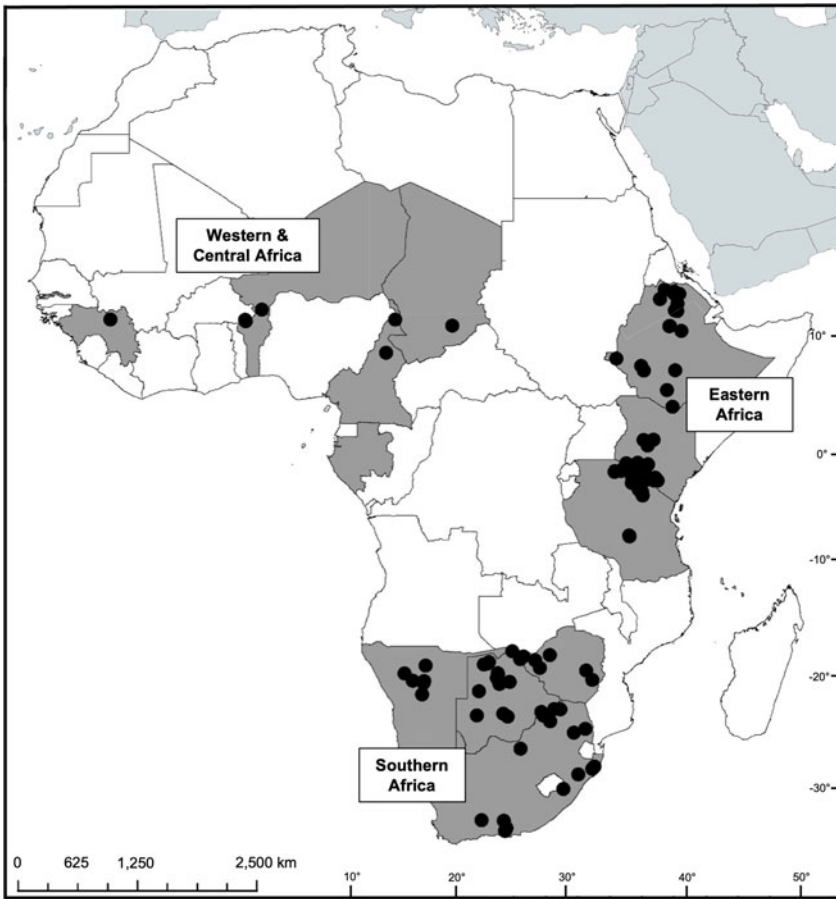 Western &
Central Africa
10°
Eastern
Africa
0°
-10°
-20°
Southern
Africa
-30°
0 625 1,250 2,500 km
10° 20° 30° 40° 50°